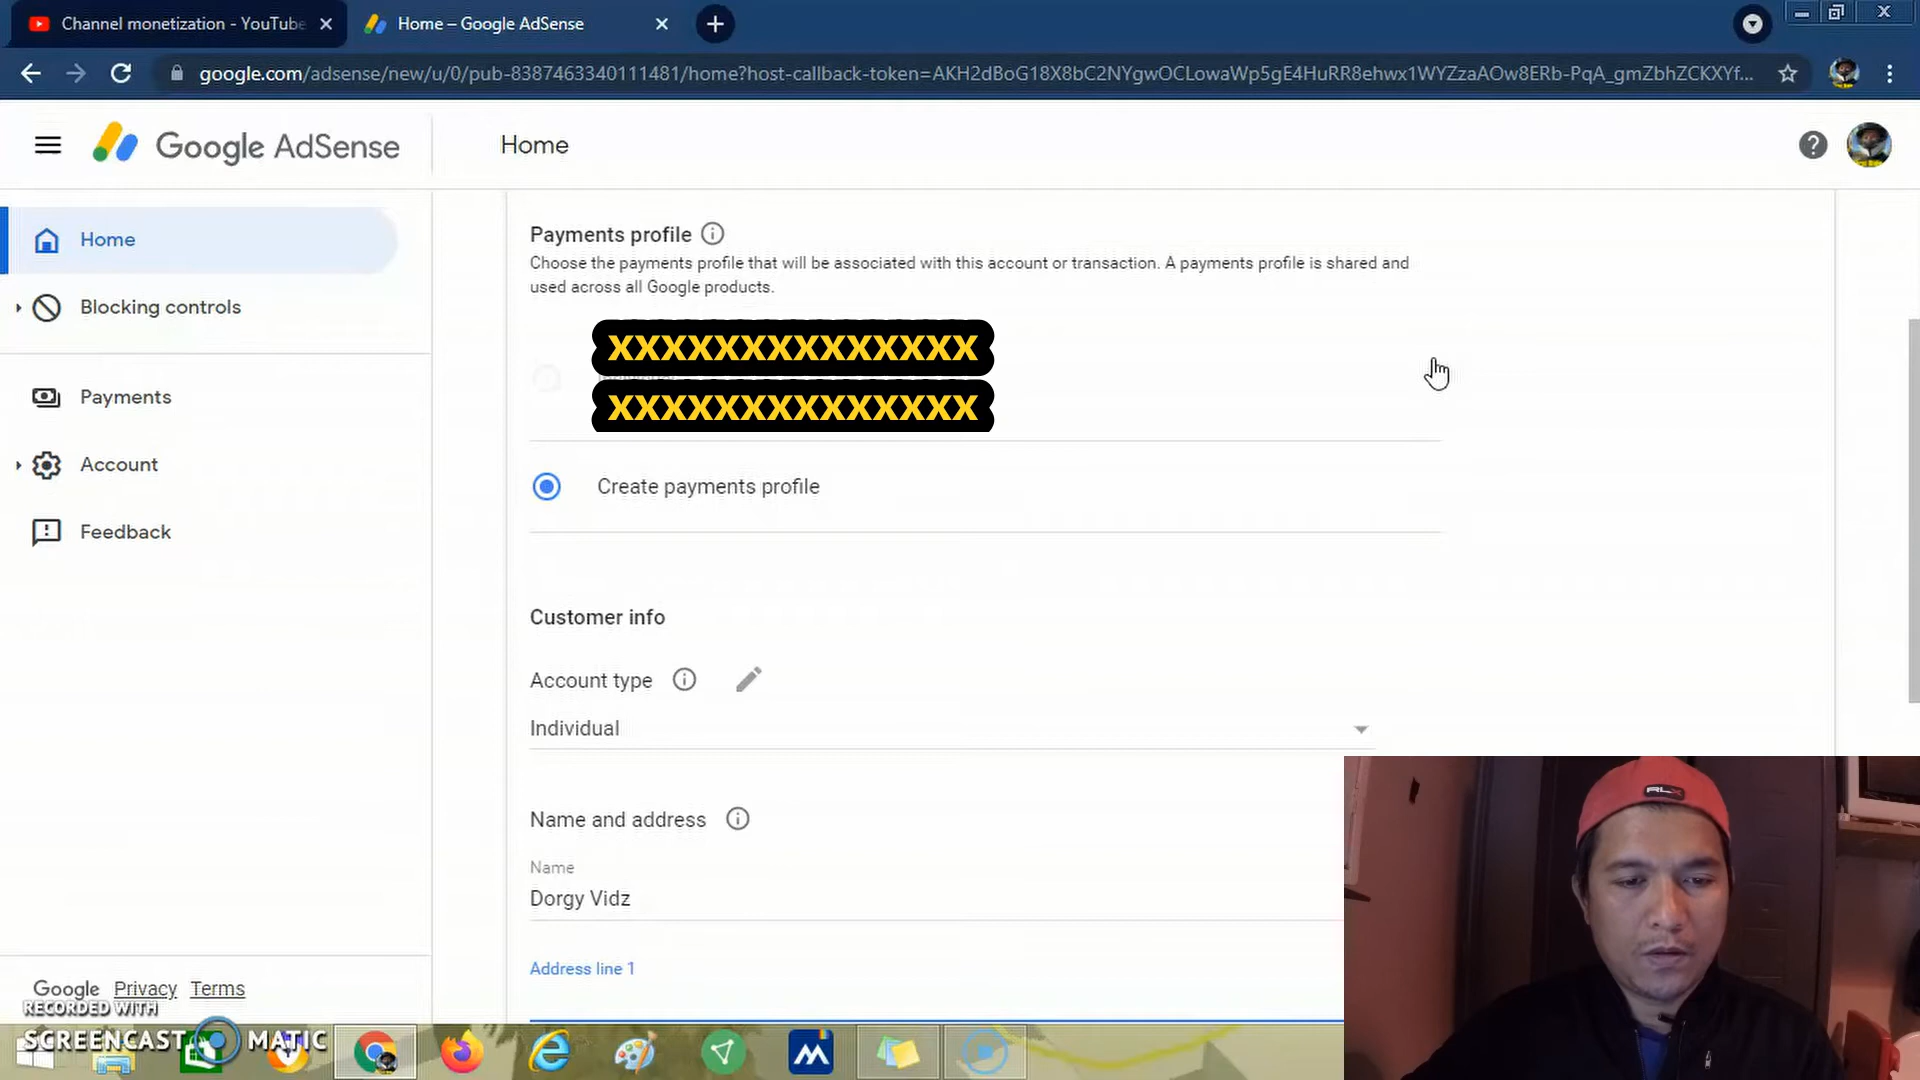 Channel monetization - YouTube
Home – Google AdSense
google.com/adsense/new/u/0/pub-8387463340111481/home?host-callback-token=AKH2dBoG18X8bC2NYgwOCLowaWp5gE4HuRR8ehwx1WYZzaAOw8ERb-PqA_gmZbhZCKXYf...
Google AdSense
Home
Home
Blocking controls
Payments
Account
Feedback
Payments profile
Choose the payments profile that will be associated with this account or transaction. A payments profile is shared and
used across all Google products.
XXXXXXXXXXXXXX
XXXXXXXXXXXXXX
Create payments profile
Customer info
Account type
Individual
Name and address
Name
Dorgy Vidz
Address line 1
Google Privacy Terms
RECORDED WITH
SCREENCAST MATIC
RLX